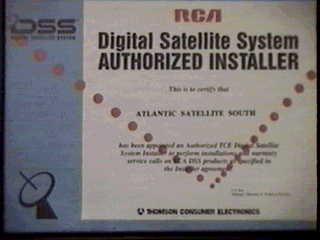 RCA
DSS
DIGITAL SATELLITE SYSTEM
Digital Satellite System
AUTHORIZED INSTALLER
This is to certify that
ATLANTIC SATELLITE SOUTH
has been appointed an Authorized TCE Digital Satellite
System Installer to perform installations and warranty
service calls on RCA DSS products as specified in
the Installer agreement.
THOMSON CONSUMER ELECTRONICS